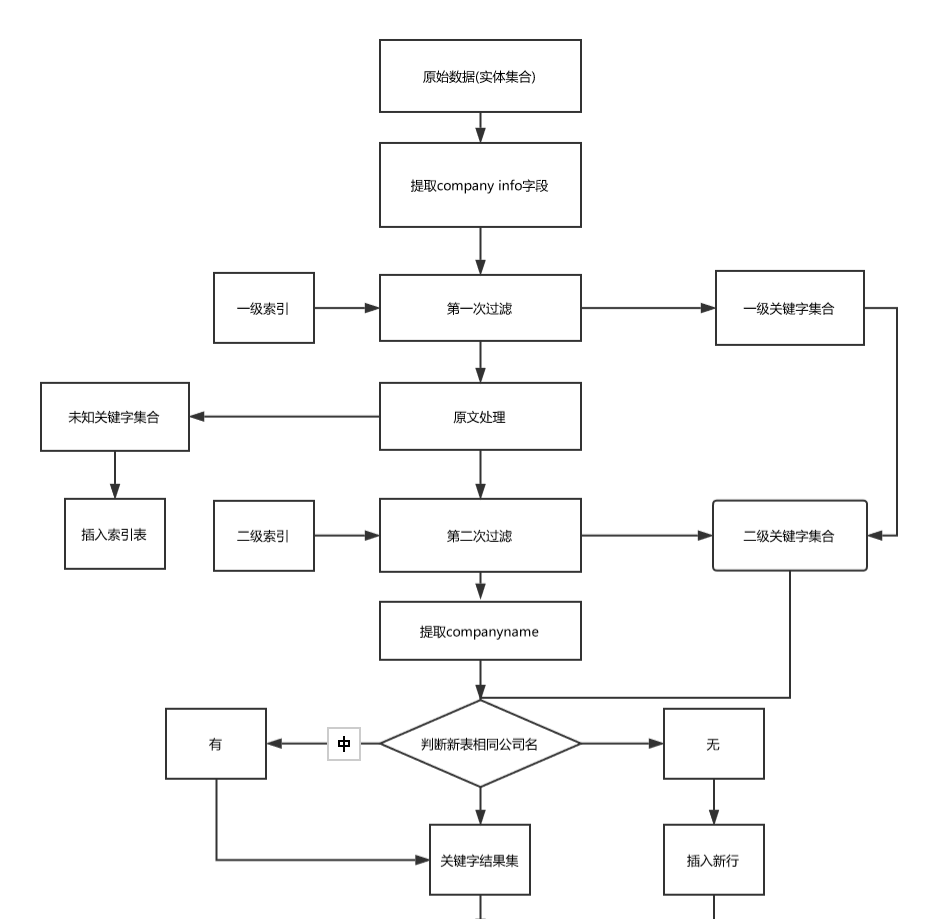 原始数据(实体集合)
提取company info字段
一级索引
第一次过滤
一级关键字集合
未知关键字集合
原文处理
插入索引表
二级索引
第二次过滤
二级关键字集合
提取companyname
有
中
判断新表相同公司名
无
关键字结果集
插入新行